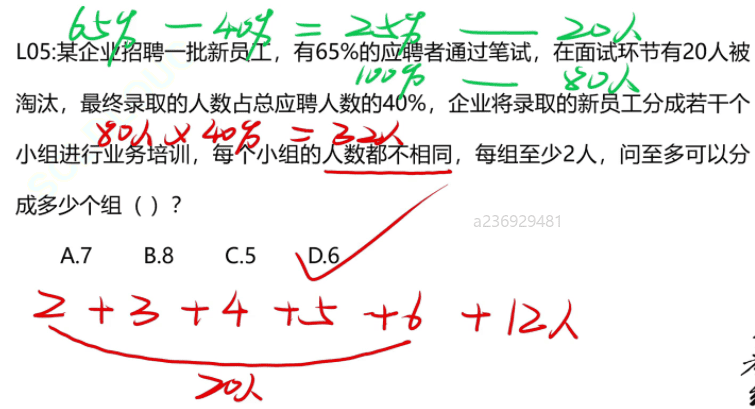 65% — 40% = 25% —— 20人
L05:某企业招聘一批新员工，有65%的应聘者通过笔试，在面试环节有20人被
100% — 80人
淘汰，最终录取的人数占总应聘人数的40%，企业将录取的新员工分成若干个
80人×40% = 32人
小组进行业务培训，每个小组的人数都不相同，每组至少2人，问至多可以分
成多少个组（ ）？
a236929481
A.7 B.8 C.5 D.6
2+3+4+5+6+12人
20人